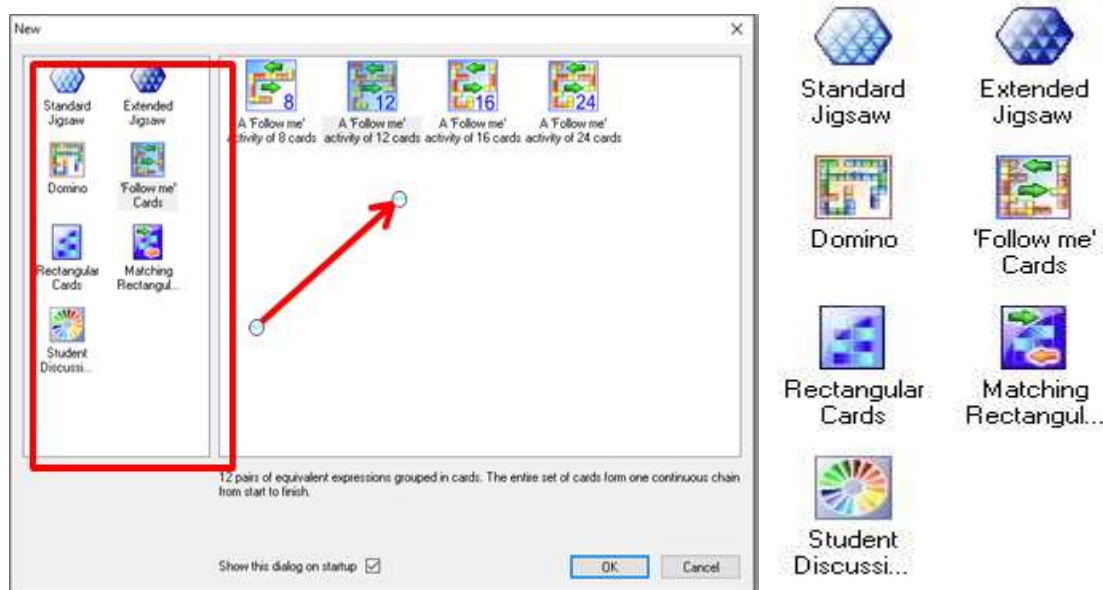 New
Standard
Jigsaw
Extended
Jigsaw
Domino
'Follow me'
Cards
Rectangular
Cards
Matching
Rectangul...
Student
Discussi...
8
A 'Follow me'
activity of 8 cards
12
A 'Follow me'
activity of 12 cards
16
A 'Follow me'
activity of 16 cards
24
A 'Follow me'
activity of 24 cards
12 pairs of equivalent expressions grouped in cards. The entire set of cards form one continuous chain
from start to finish.
Show this dialog on startup
OK
Cancel
Standard
Jigsaw
Extended
Jigsaw
Domino
'Follow me'
Cards
Rectangular
Cards
Matching
Rectangul...
Student
Discussi...